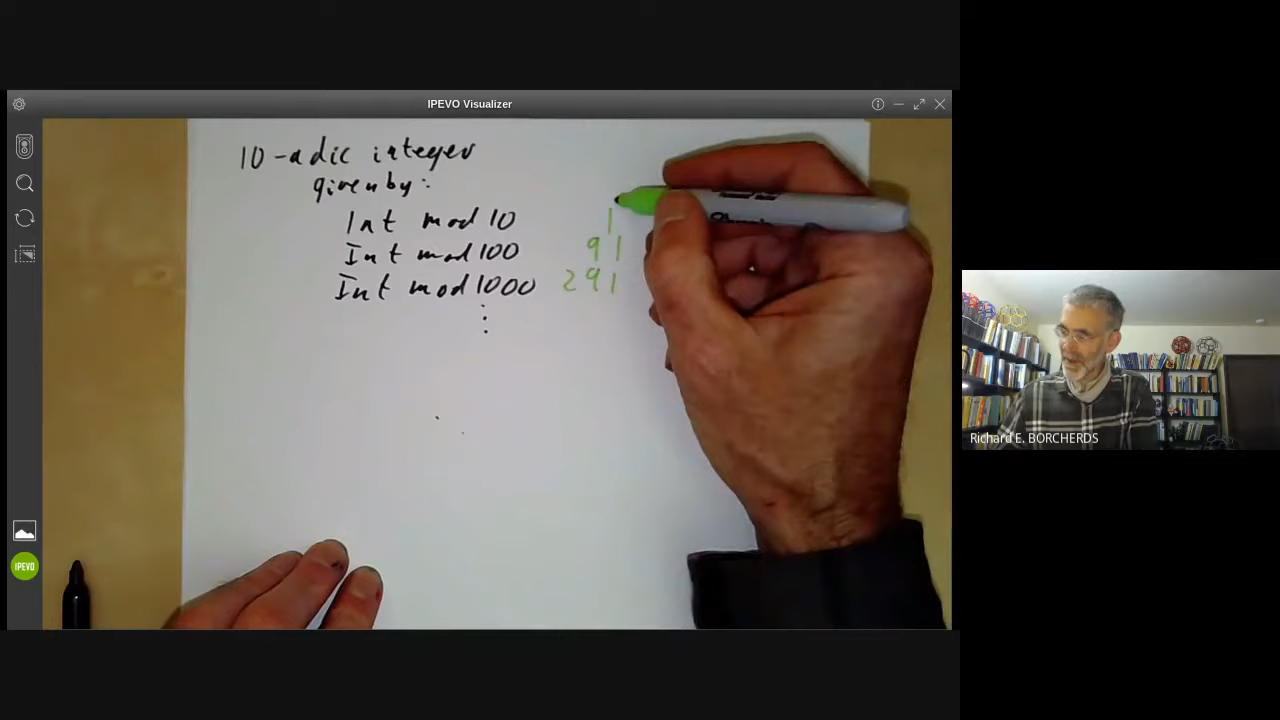 IPEVO Visualizer
10-adic integer
given by:
Int mod 10 1
Int mod 100 91
Int mod 1000 291
⋮
IPEVO
Richard E. BORCHERDS